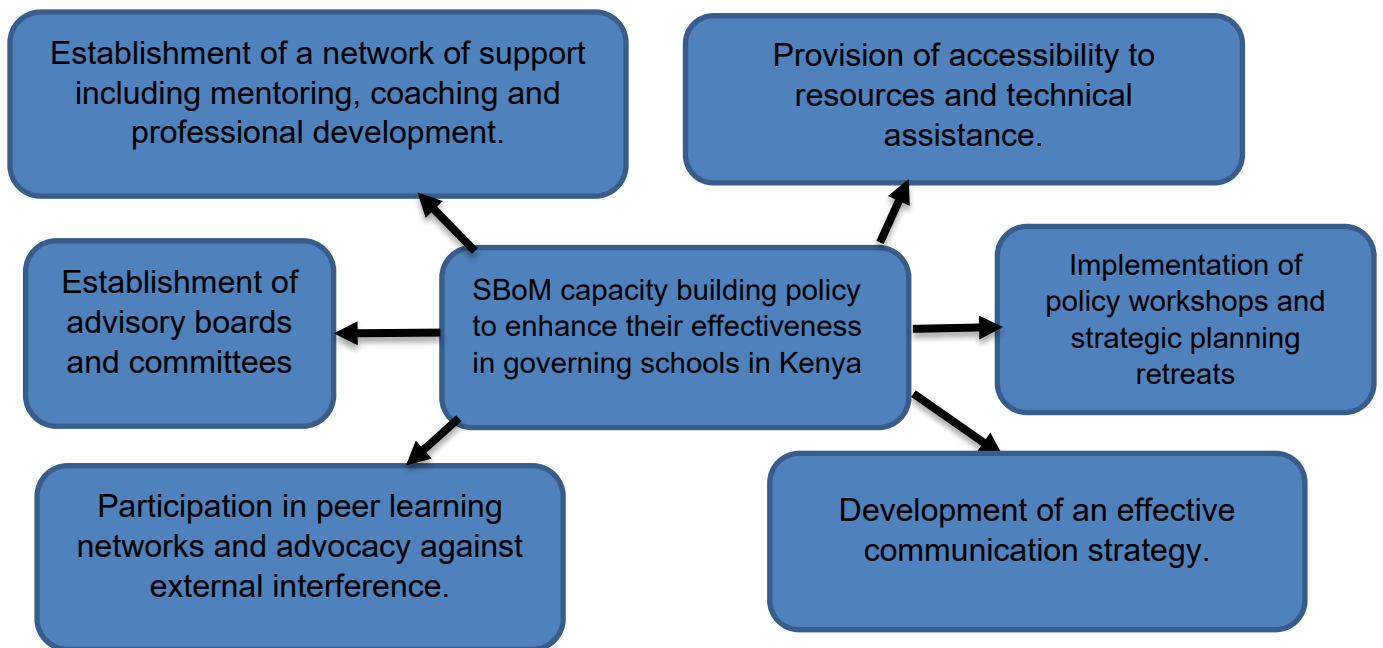 Establishment of a network of support
including mentoring, coaching and
professional development.
Provision of accessibility to
resources and technical
assistance.
Establishment of
advisory boards
and committees
SBoM capacity building policy
to enhance their effectiveness
in governing schools in Kenya
Implementation of
policy workshops and
strategic planning
retreats
Participation in peer learning
networks and advocacy against
external interference.
Development of an effective
communication strategy.